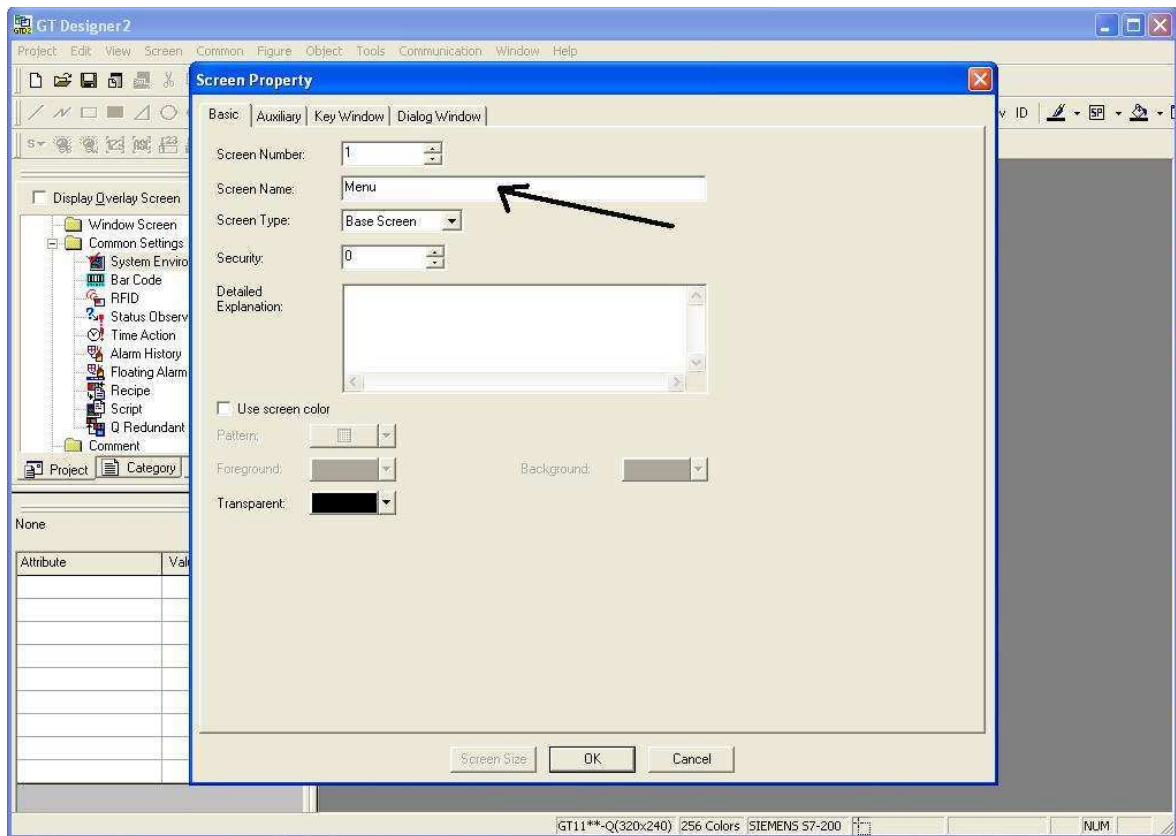 GT Designer2
Project Edit View Screen Common Figure Object Tools Communication Window Help
Screen Property
v ID SP
Basic Auxiliary Key Window Dialog Window
Screen Number: 1
Screen Name: Menu
Screen Type: Base Screen
Security: 0
Detailed
Explanation:
Use screen color
Pattern:
Foreground: Background:
Transparent:
Screen Size OK Cancel
Display Overlay Screen
Window Screen
Common Settings
System Enviro
Bar Code
RFID
Status Observ
Time Action
Alarm History
Floating Alarm
Recipe
Script
Q Redundant
Comment
Project Category
None
Attribute Val
GT11**-Q(320x240) 256 Colors SIEMENS S7-200 NUM